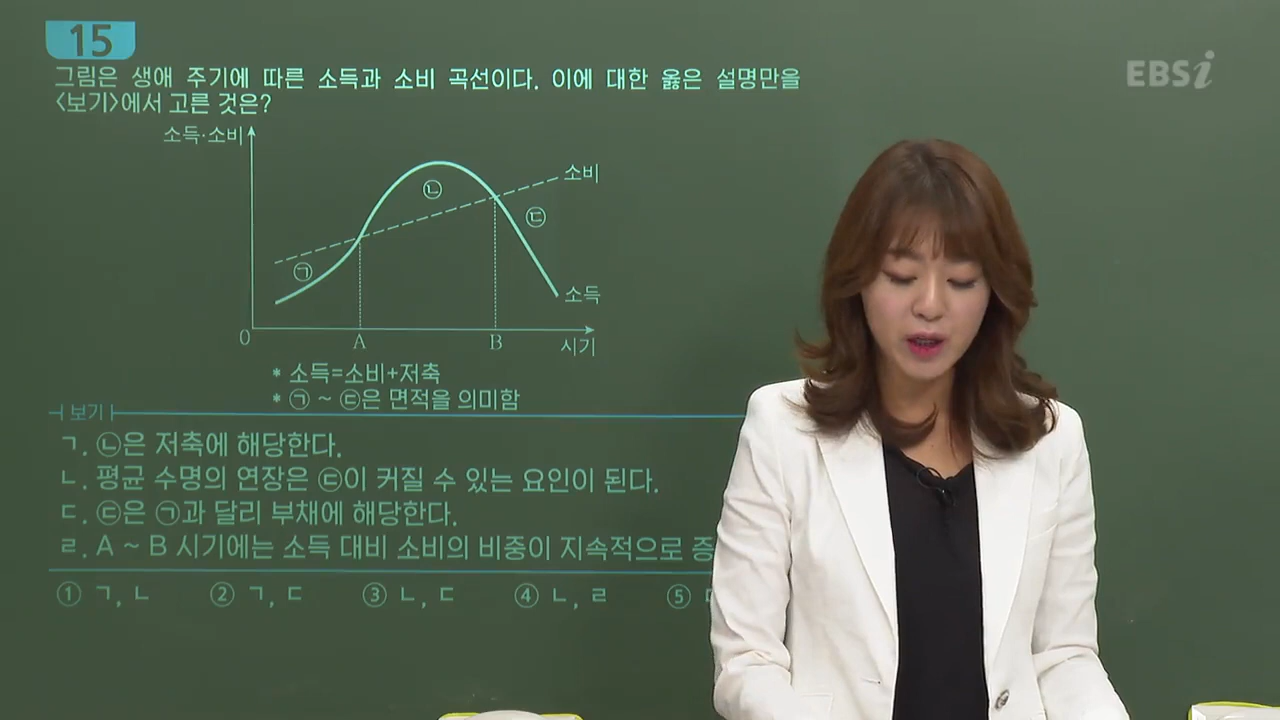 15
EBSi
그림은 생애 주기에 따른 소득과 소비 곡선이다. 이에 대한 옳은 설명만을
<보기>에서 고른 것은?
소득·소비
소비
㉡
㉢
㉠
소득
0 A B 시기
* 소득=소비+저축
* ㉠ ~ ㉢은 면적을 의미함
보기
ㄱ. ㉡은 저축에 해당한다.
ㄴ. 평균 수명의 연장은 ㉢이 커질 수 있는 요인이 된다.
ㄷ. ㉢은 ㉠과 달리 부채에 해당한다.
ㄹ. A ~ B 시기에는 소득 대비 소비의 비중이 지속적으로 증
① ㄱ, ㄴ ② ㄱ, ㄷ ③ ㄴ, ㄷ ④ ㄴ, ㄹ ⑤